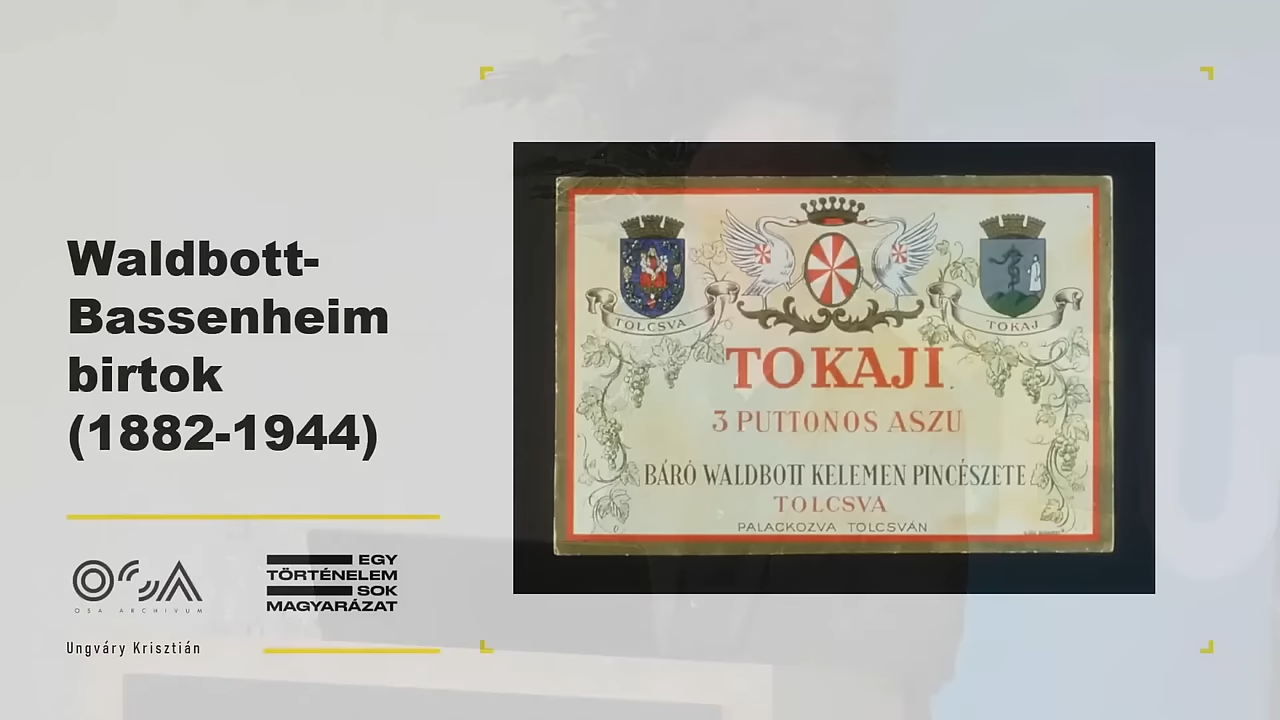 Waldbott-
Bassenheim
birtok
(1882-1944)
OSA ARCHIVUM
EGY
TÖRTÉNELEM
SOK
MAGYARÁZAT
Ungváry Krisztián
TOLCSVA
TOKAJ
TOKAJI
3 PUTTONOS ASZU
BÁRÓ WALDBOTT KELEMEN PINCÉSZETE
TOLCSVA
PALACKOZVA TOLCSVÁN